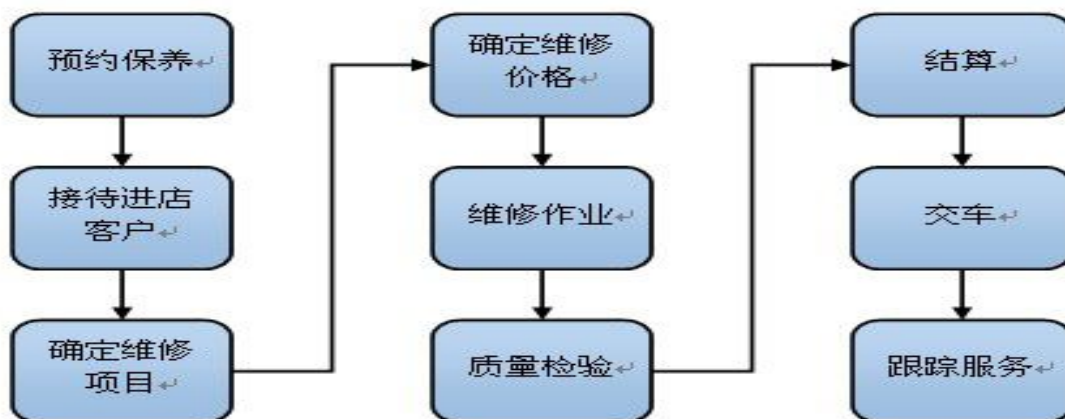 预约保养
接待进店
客户
确定维修
项目
确定维修
价格
维修作业
质量检验
结算
交车
跟踪服务